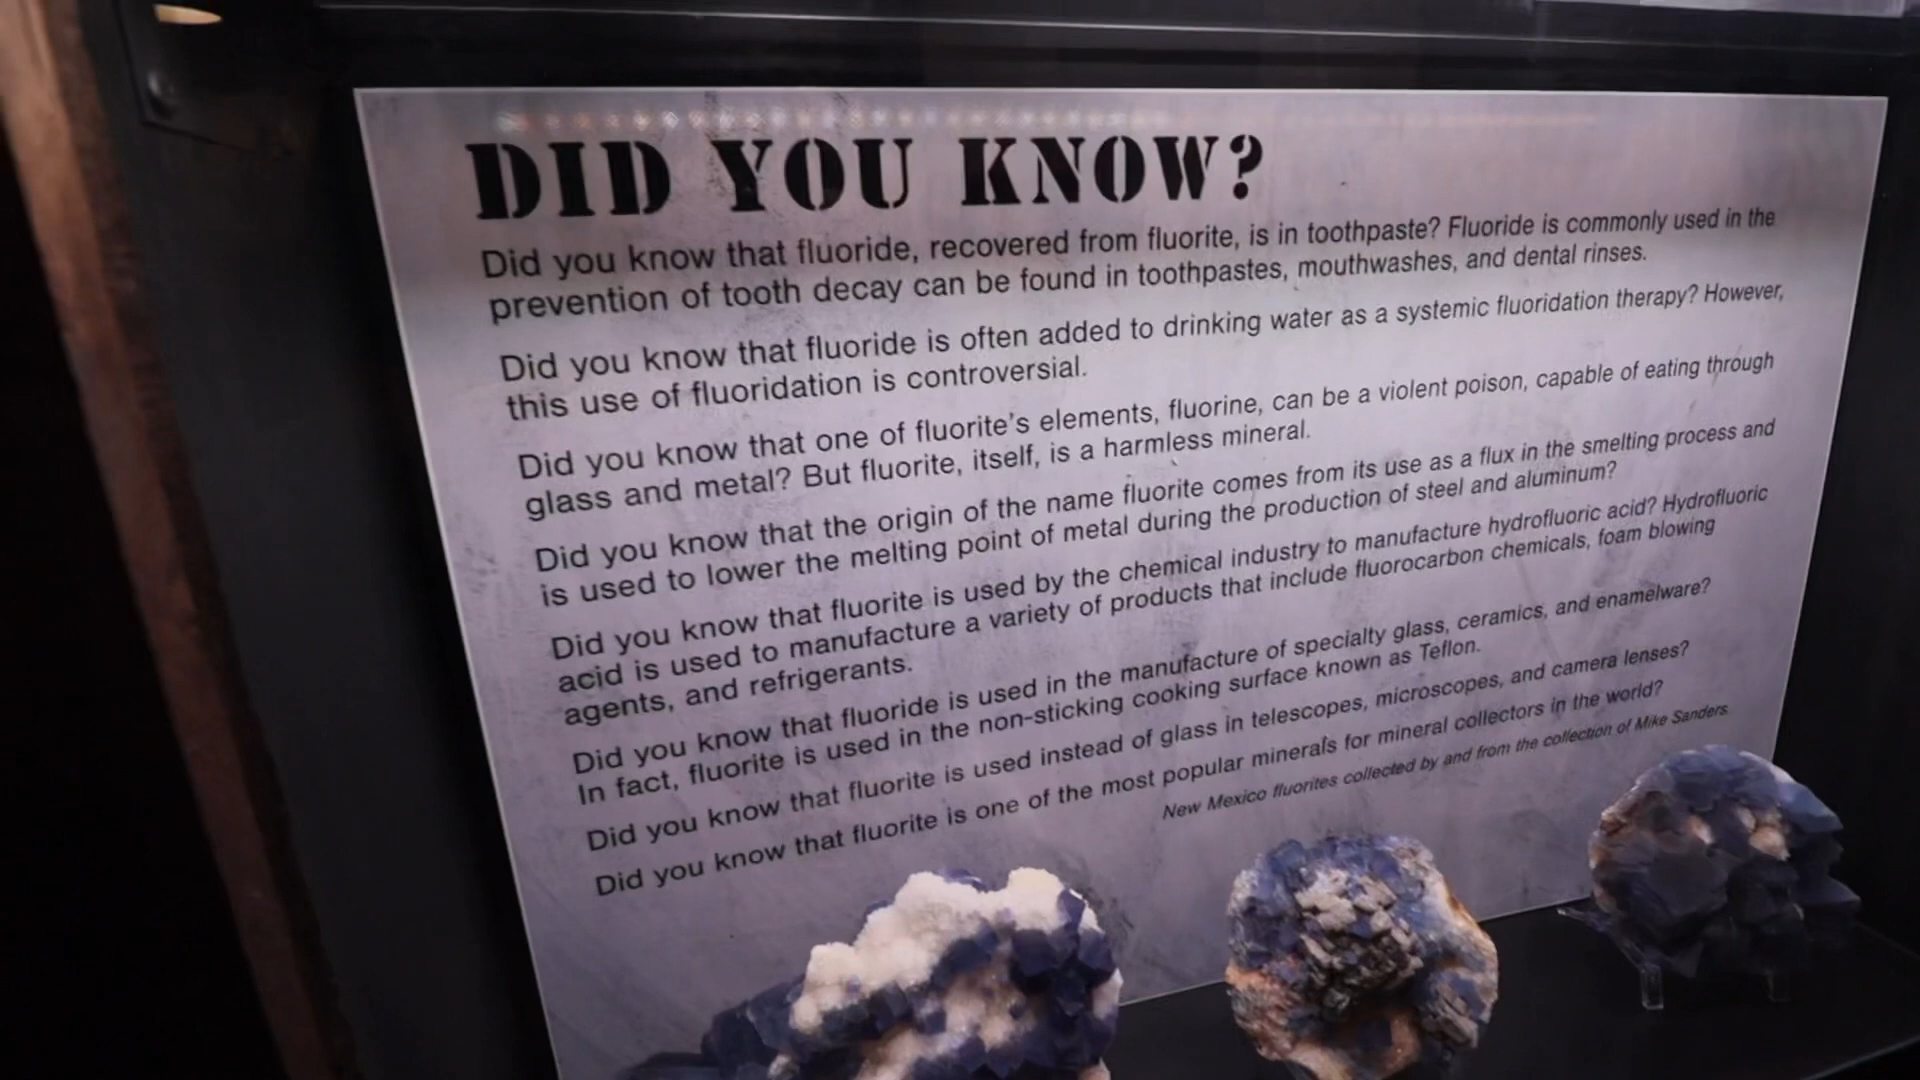 DID YOU KNOW?
Did you know that fluoride, recovered from fluorite, is in toothpaste? Fluoride is commonly used in the
prevention of tooth decay can be found in toothpastes, mouthwashes, and dental rinses.
Did you know that fluoride is often added to drinking water as a systemic fluoridation therapy? However,
this use of fluoridation is controversial.
Did you know that one of fluorite's elements, fluorine, can be a violent poison, capable of eating through
glass and metal? But fluorite, itself, is a harmless mineral.
Did you know that the origin of the name fluorite comes from its use as a flux in the smelting process and
is used to lower the melting point of metal during the production of steel and aluminum?
Did you know that fluorite is used by the chemical industry to manufacture hydrofluoric acid? Hydrofluoric
acid is used to manufacture a variety of products that include fluorocarbon chemicals, foam blowing
agents, and refrigerants.
Did you know that fluoride is used in the manufacture of specialty glass, ceramics, and enamelware?
In fact, fluorite is used in the non-sticking cooking surface known as Teflon.
Did you know that fluorite is used instead of glass in telescopes, microscopes, and camera lenses?
Did you know that fluorite is one of the most popular minerals for mineral collectors in the world?
New Mexico fluorites collected by and from the collection of Mike Sanders.